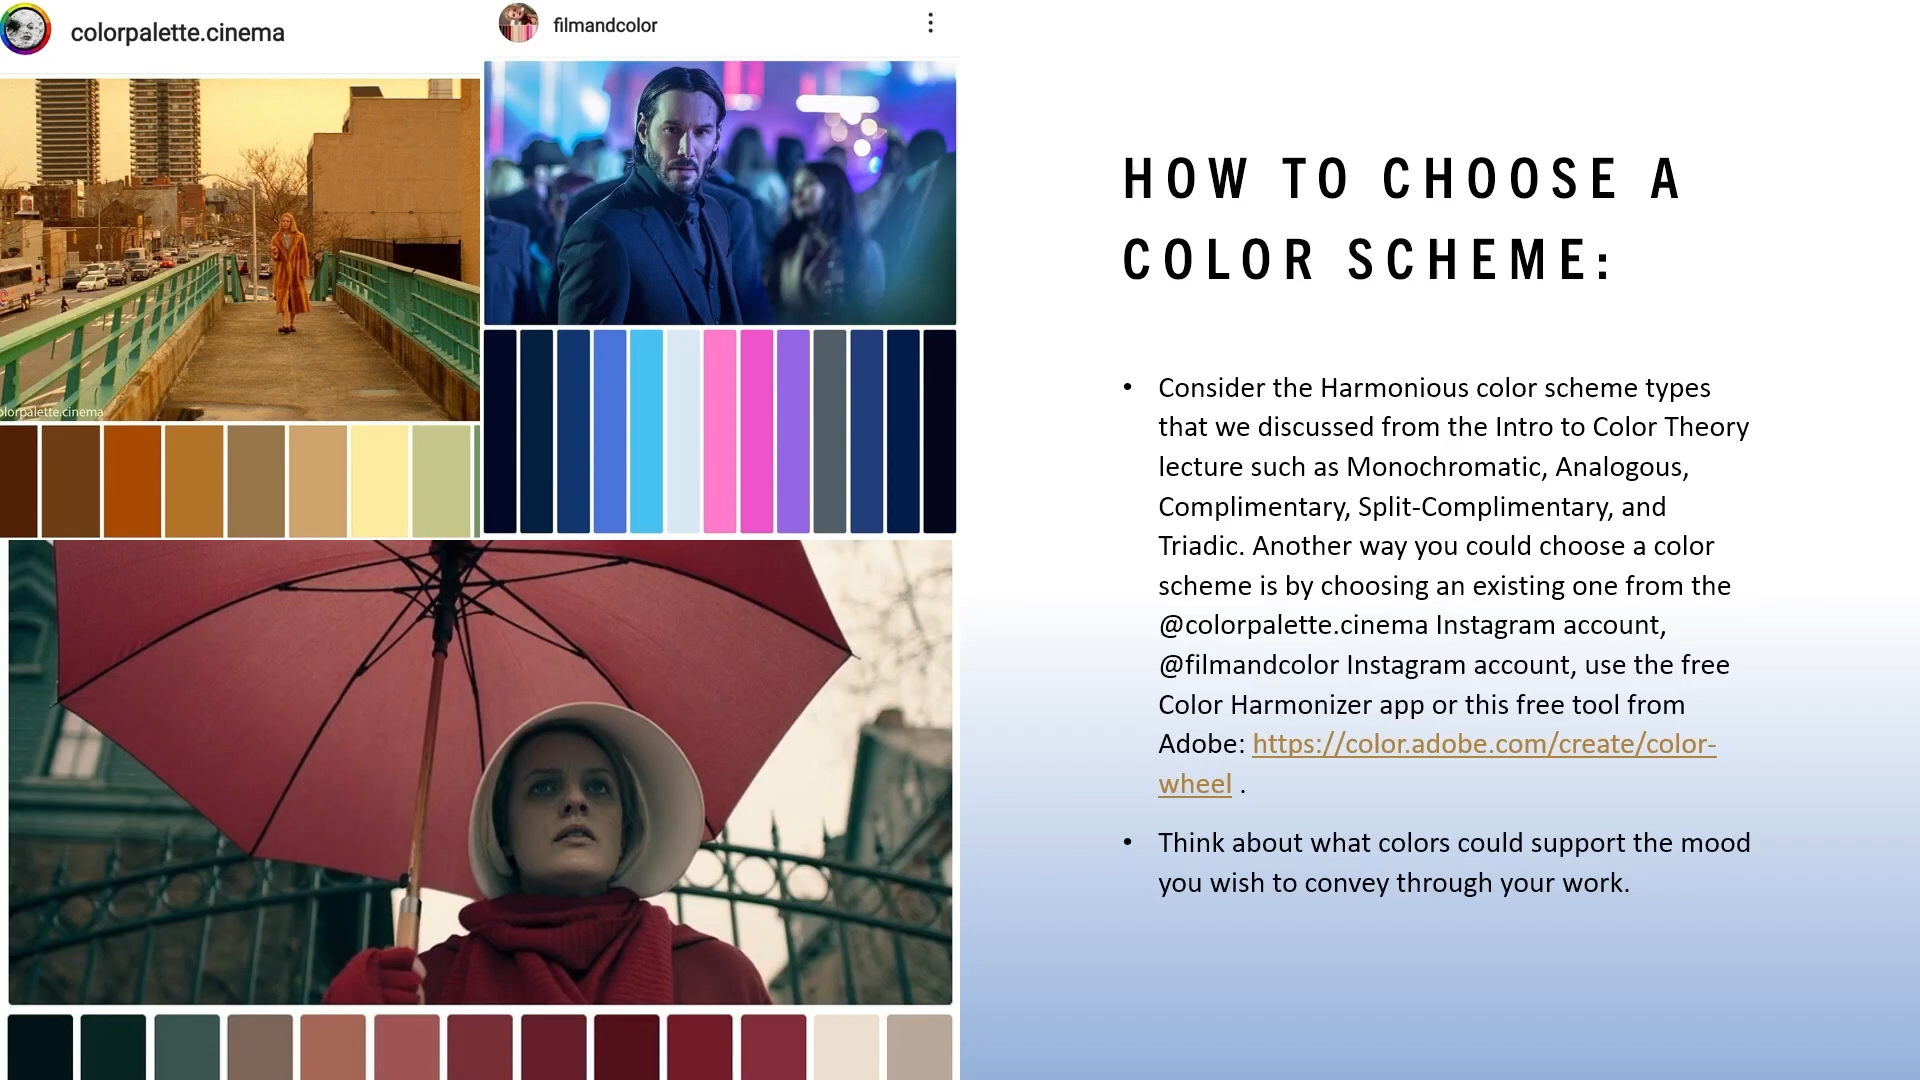 colorpalette.cinema
filmandcolor
olorpalette.cinema
HOW TO CHOOSE A
COLOR SCHEME:
• Consider the Harmonious color scheme types
that we discussed from the Intro to Color Theory
lecture such as Monochromatic, Analogous,
Complimentary, Split-Complimentary, and
Triadic. Another way you could choose a color
scheme is by choosing an existing one from the
@colorpalette.cinema Instagram account,
@filmandcolor Instagram account, use the free
Color Harmonizer app or this free tool from
Adobe: https://color.adobe.com/create/color-
wheel .
• Think about what colors could support the mood
you wish to convey through your work.